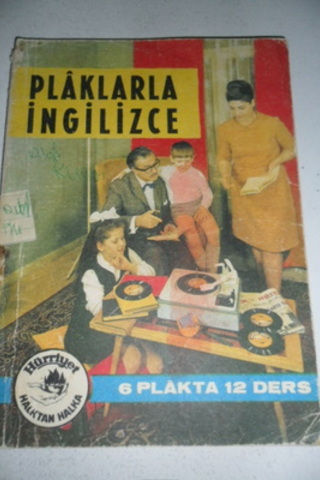 PLÂKLARLA
İNGİLİZCE
Hürriyet
HALKTAN HALKA
6 PLÂKTA 12 DERS